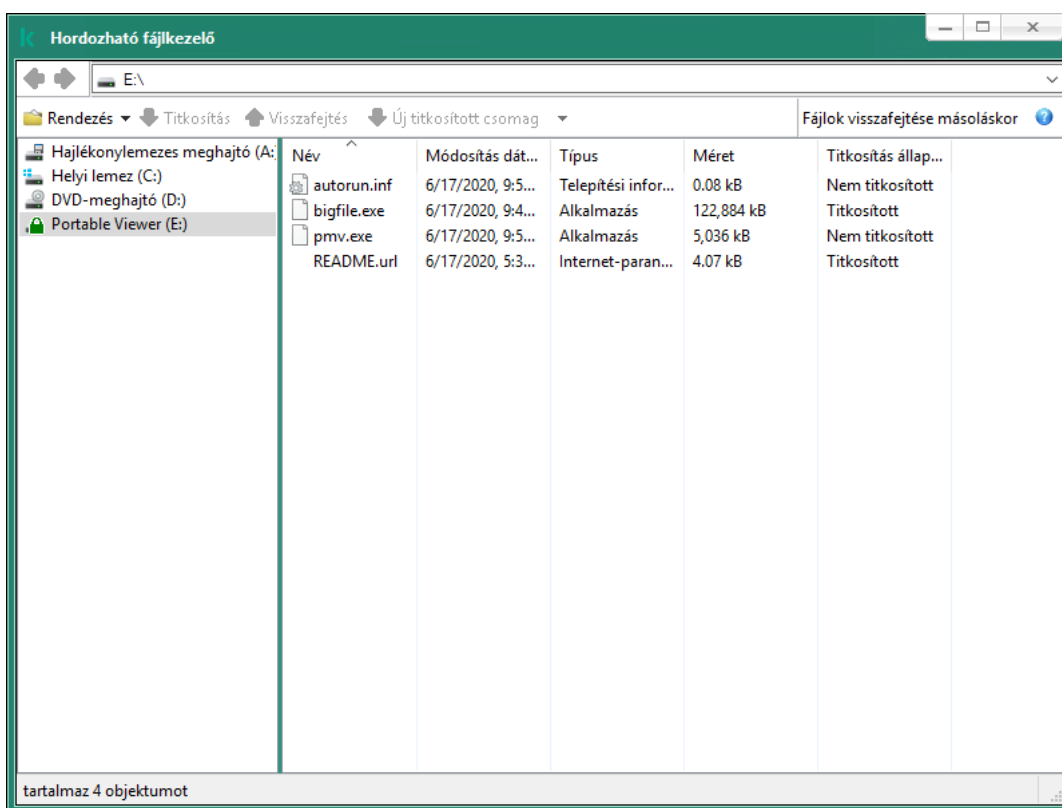 Hordozható fájlkezelő
E:\
Rendezés Titkosítás Visszafejtés Új titkosított csomag Fájlok visszafejtése másoláskor
Hajlékonylemezes meghajtó (A:
Helyi lemez (C:)
DVD-meghajtó (D:)
Portable Viewer (E:)
Név Módosítás dát... Típus Méret Titkosítás állap...
autorun.inf 6/17/2020, 9:5... Telepítési infor... 0.08 kB Nem titkosított
bigfile.exe 6/17/2020, 9:4... Alkalmazás 122,884 kB Titkosított
pmv.exe 6/17/2020, 9:5... Alkalmazás 5,036 kB Nem titkosított
README.url 6/17/2020, 5:3... Internet-paran... 4.07 kB Titkosított
tartalmaz 4 objektumot